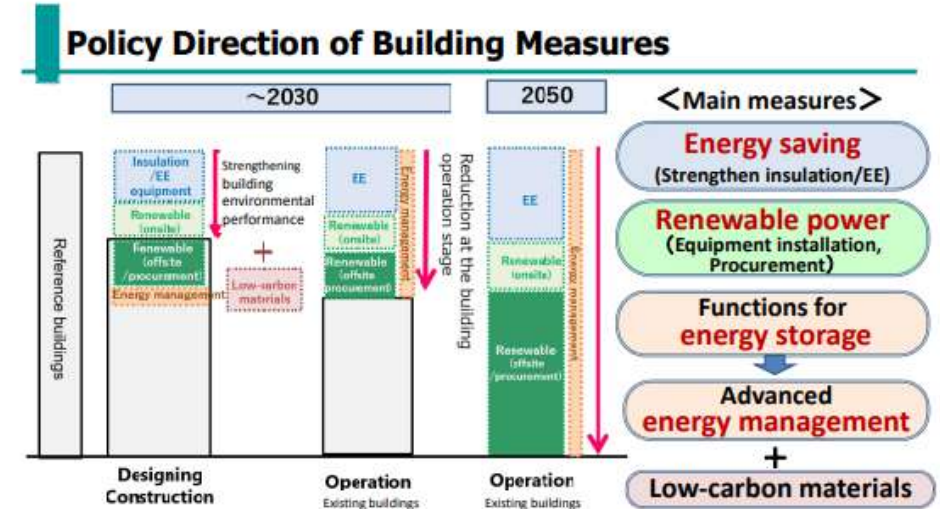 Policy Direction of Building Measures
~2030
2050
<Main measures>
Reference buildings
Insulation
/EE
equipment
Renewable
(onsite)
Renewable
(offsite
/procurement)
Energy management
Strengthening
building
environmental
performance
+
Low-carbon
materials
Designing
Construction
EE
Renewable
(onsite)
Renewable
(offsite
procurement)
Energy management
Reduction at the building
operation stage
Operation
Existing buildings
EE
Renewable
(onsite)
Renewable
(offsite
/procurement)
Energy management
Operation
Existing buildings
Energy saving
(Strengthen insulation/EE)
Renewable power
(Equipment installation,
Procurement)
Functions for
energy storage
Advanced
energy management
+
Low-carbon materials